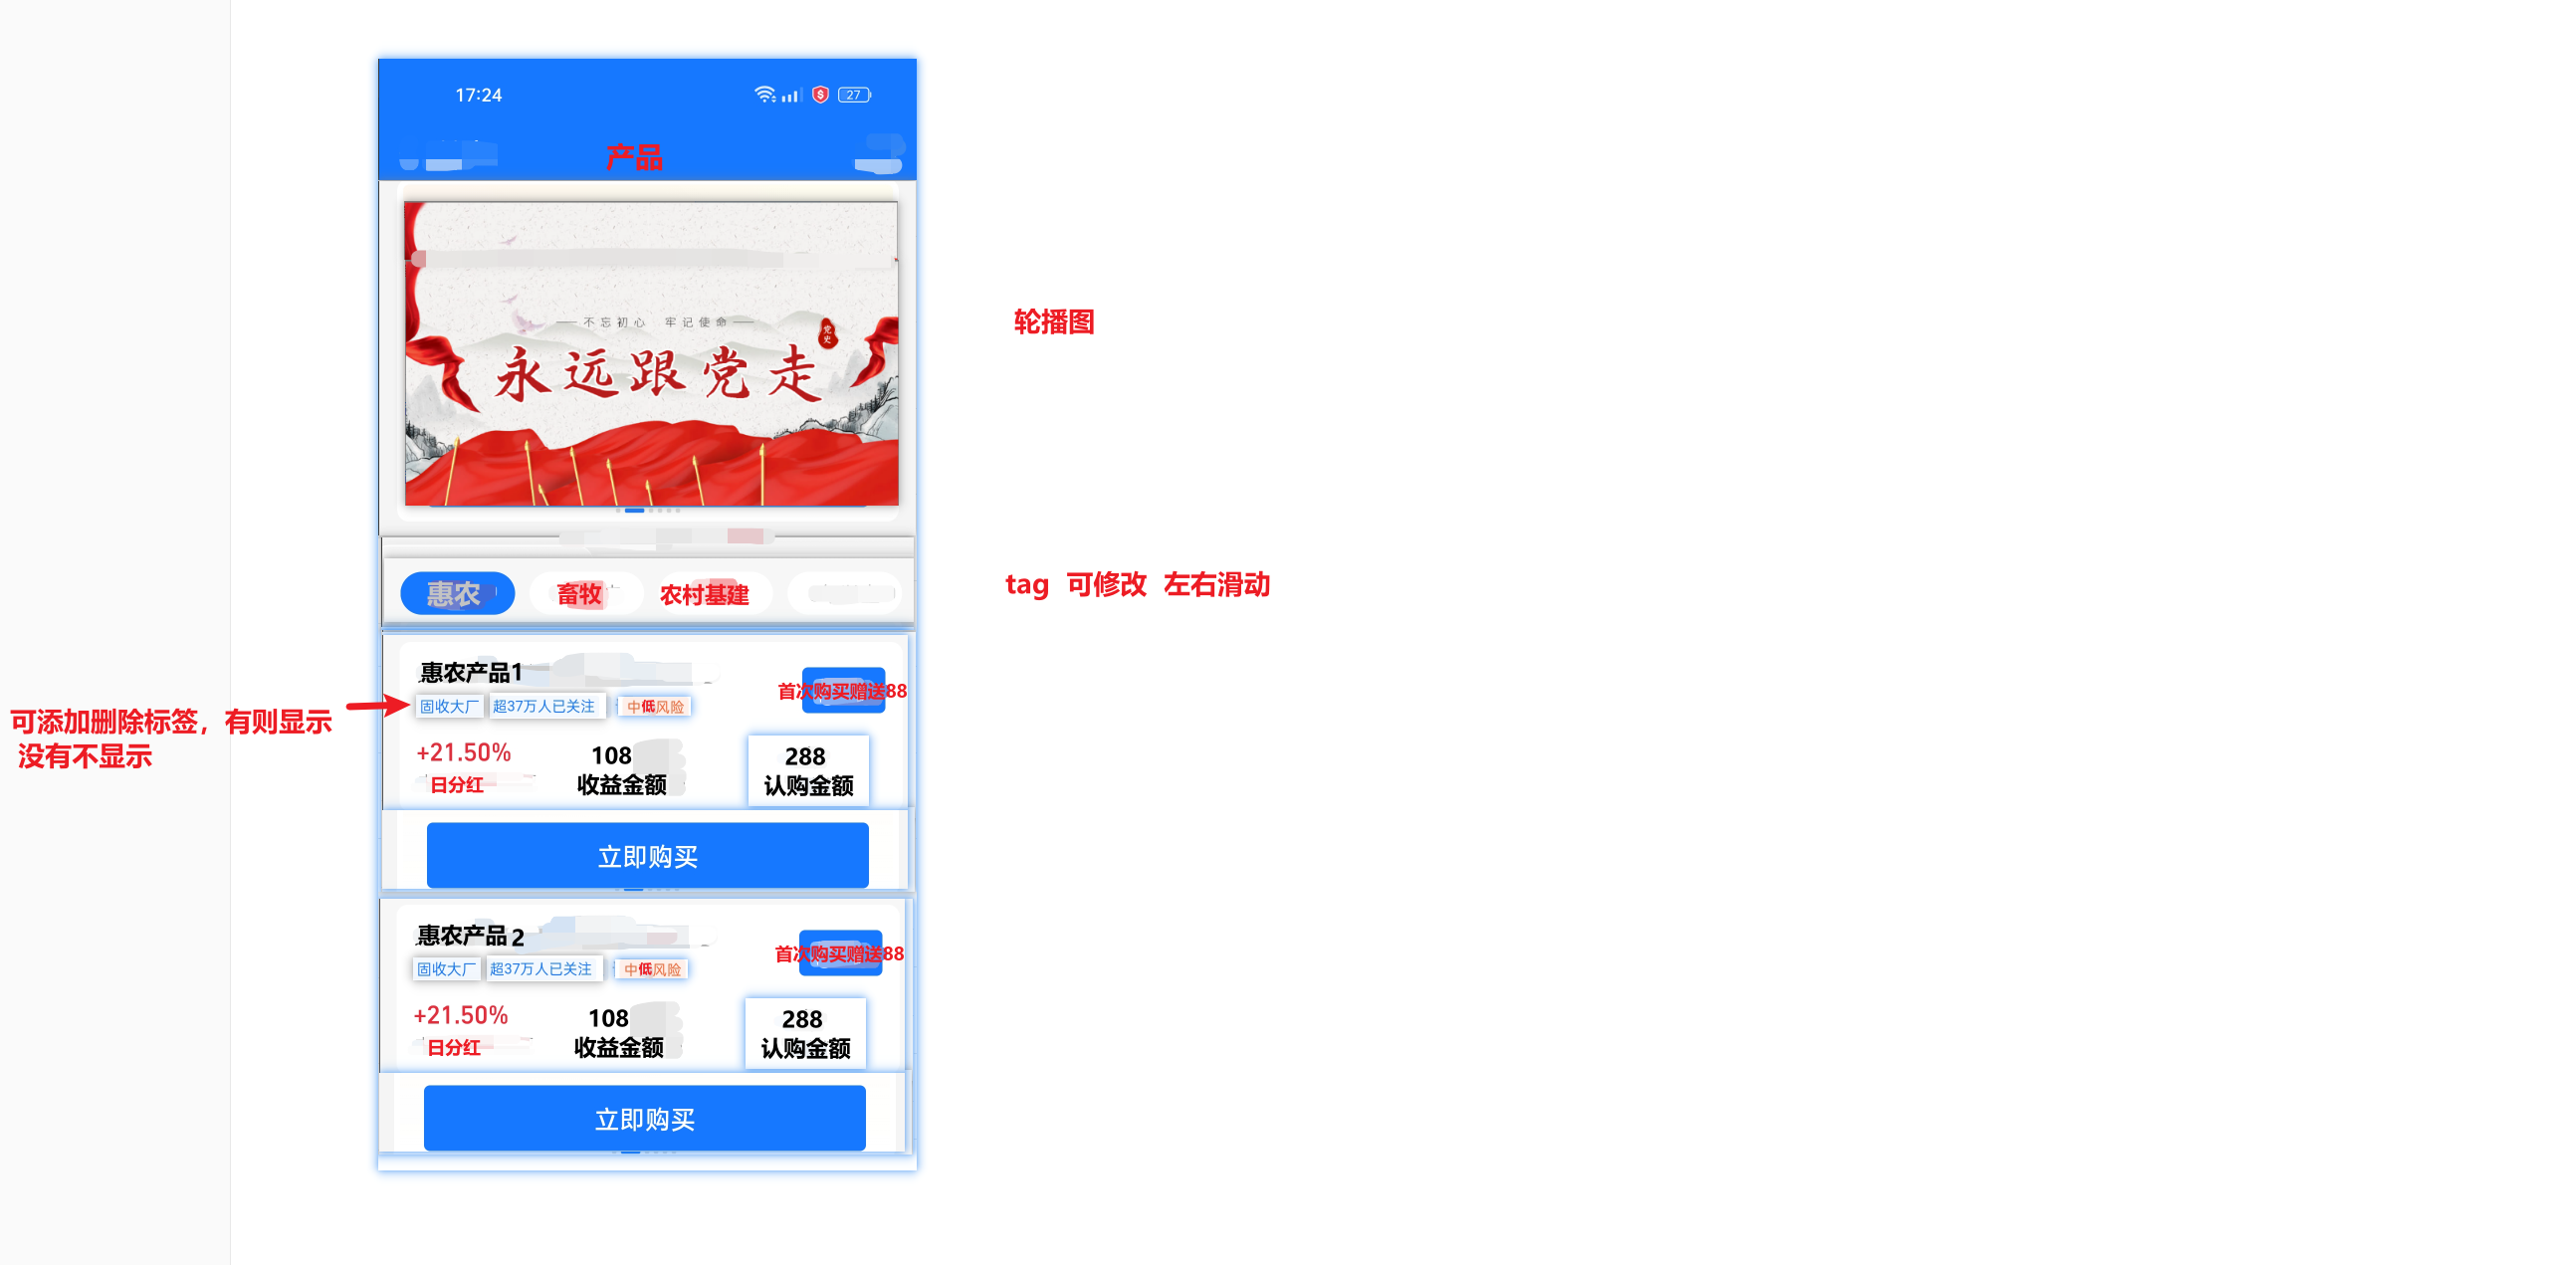 17:24
27
产品
不忘初心 牢记使命
党史
永远跟党走
轮播图
惠农
畜牧
农村基建
tag 可修改 左右滑动
惠农产品1
首次购买赠送88
固收大厂
超37万人已关注
中低风险
可添加删除标签，有则显示
没有不显示
+21.50%
108
288
日分红
收益金额
认购金额
立即购买
惠农产品2
首次购买赠送88
固收大厂
超37万人已关注
中低风险
+21.50%
108
288
日分红
收益金额
认购金额
立即购买